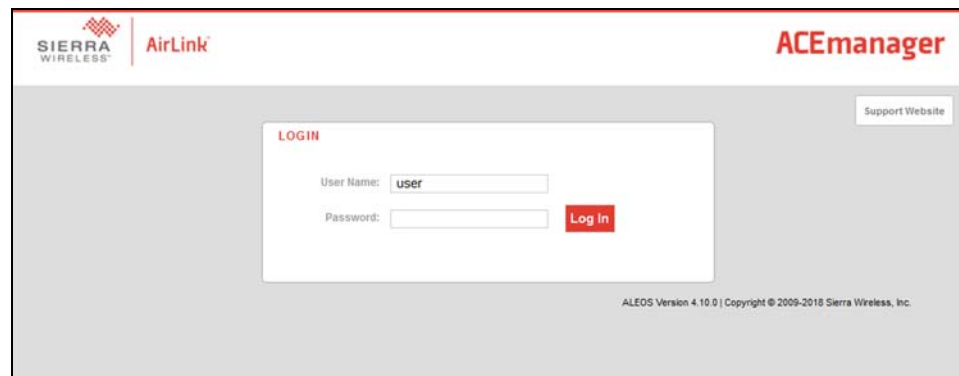 SIERRA
WIRELESS™
AirLink
ACEmanager
Support Website
LOGIN
User Name: user
Password:
Log In
ALEOS Version 4.10.0 | Copyright © 2009-2018 Sierra Wireless, Inc.